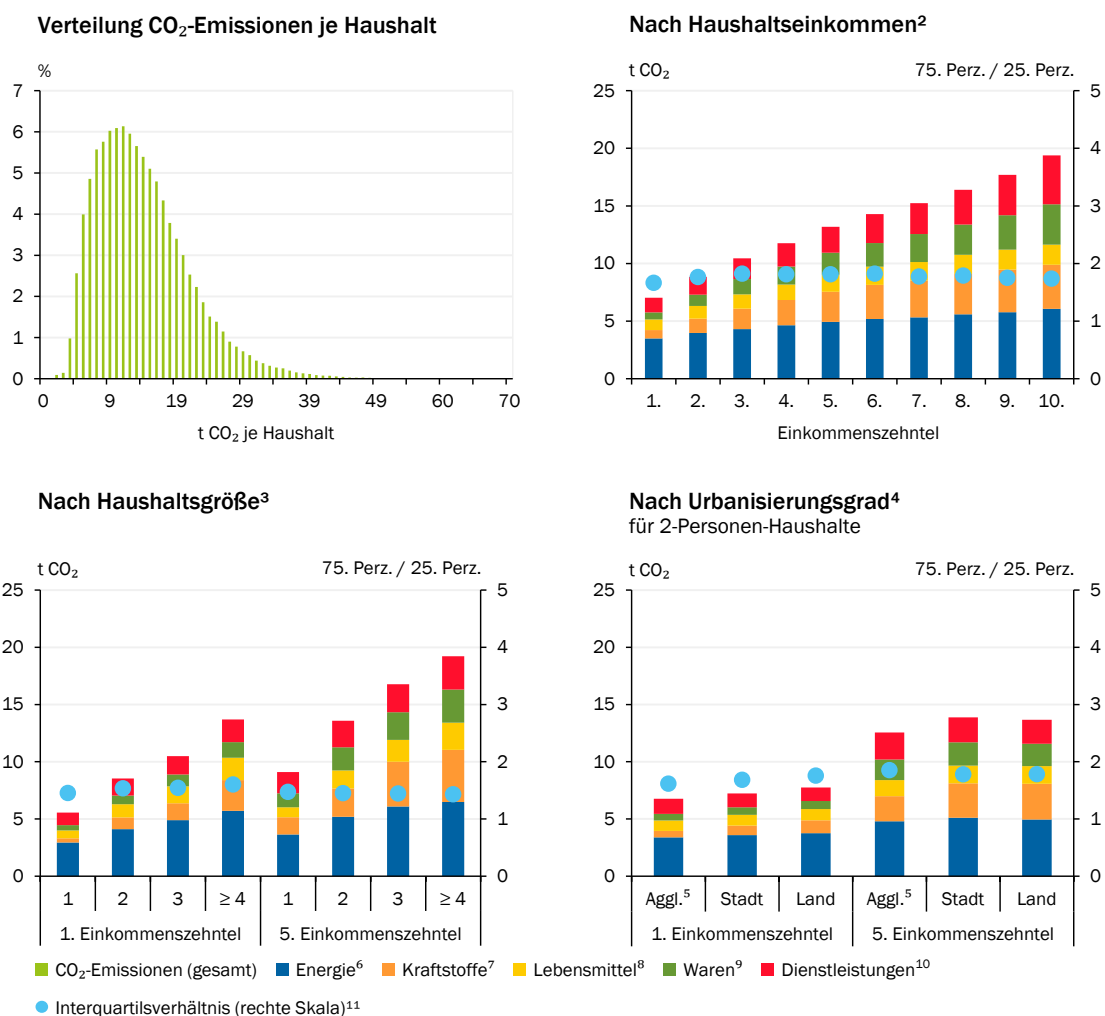 Verteilung CO₂-Emissionen je Haushalt
%
7
6
5
4
3
2
1
0
0 9 19 29 39 49 60 70
t CO₂ je Haushalt
Nach Haushaltseinkommen²
t CO₂ 75. Perz. / 25. Perz.
25 5
20 4
15 3
10 2
5 1
0 0
1. 2. 3. 4. 5. 6. 7. 8. 9. 10.
Einkommenszehntel
Nach Haushaltsgröße³
t CO₂ 75. Perz. / 25. Perz.
25 5
20 4
15 3
10 2
5 1
0 0
1 2 3 ≥ 4 1 2 3 ≥ 4
1. Einkommenszehntel 5. Einkommenszehntel
Nach Urbanisierungsgrad⁴
für 2-Personen-Haushalte
t CO₂ 75. Perz. / 25. Perz.
25 5
20 4
15 3
10 2
5 1
0 0
Aggl.⁵ Stadt Land Aggl.⁵ Stadt Land
1. Einkommenszehntel 5. Einkommenszehntel
CO₂-Emissionen (gesamt) Energie⁶ Kraftstoffe⁷ Lebensmittel⁸ Waren⁹ Dienstleistungen¹⁰
Interquartilsverhältnis (rechte Skala)¹¹